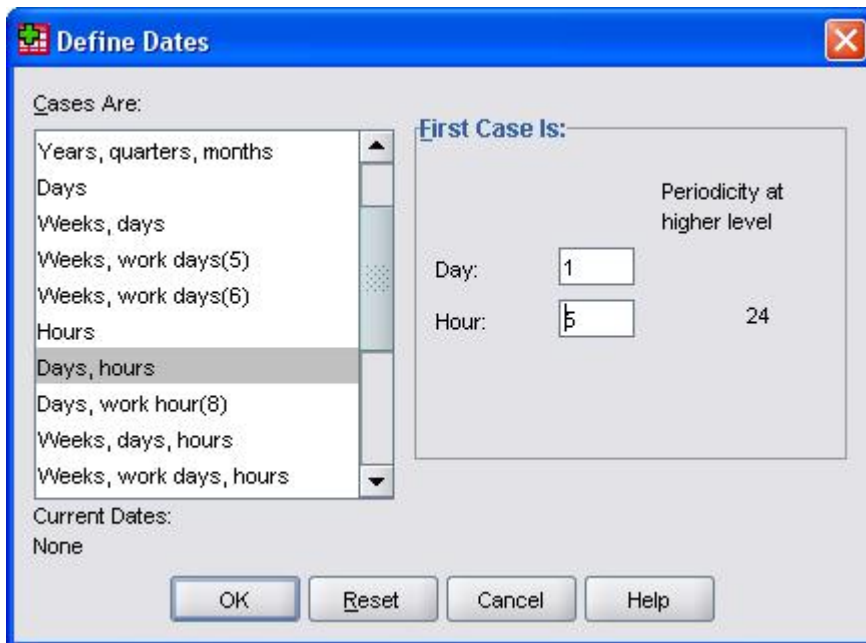 Define Dates
Cases Are:
Years, quarters, months
Days
Weeks, days
Weeks, work days(5)
Weeks, work days(6)
Hours
Days, hours
Days, work hour(8)
Weeks, days, hours
Weeks, work days, hours
Current Dates:
None
First Case Is:
Periodicity at
higher level
Day: 1
Hour: 5 24
OK Reset Cancel Help